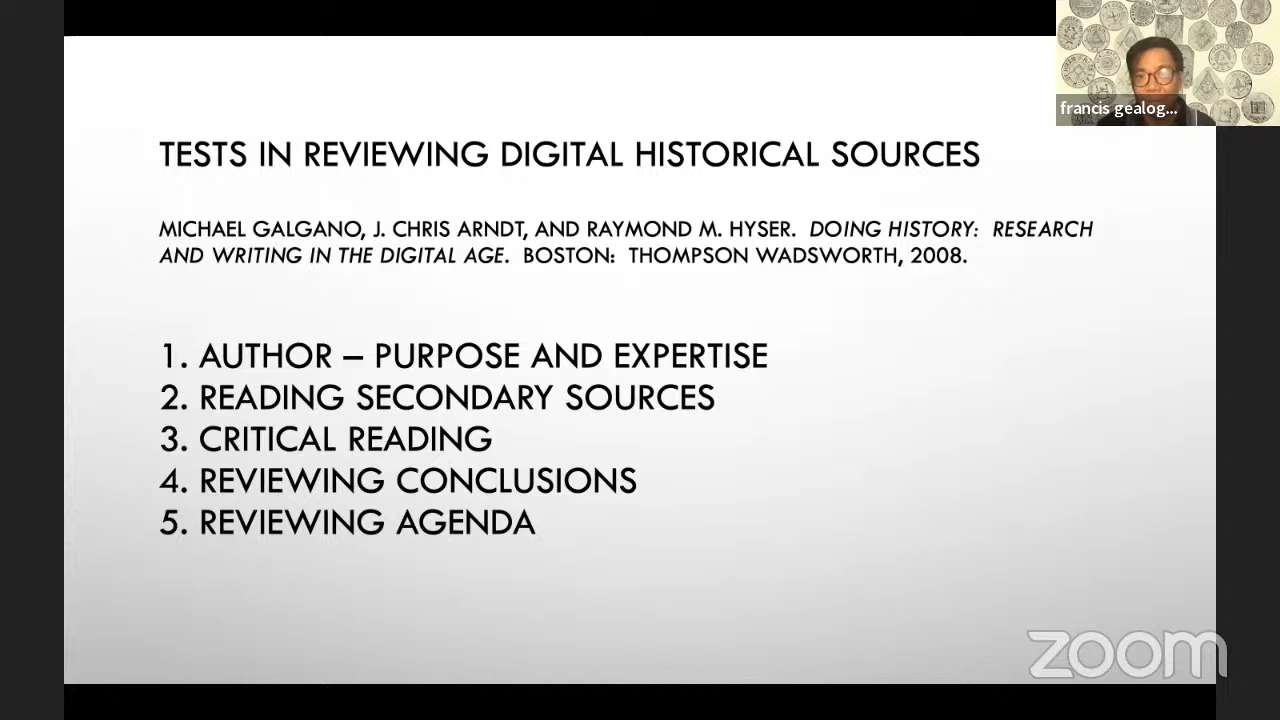 francis gealog...
TESTS IN REVIEWING DIGITAL HISTORICAL SOURCES
MICHAEL GALGANO, J. CHRIS ARNDT, AND RAYMOND M. HYSER. DOING HISTORY: RESEARCH
AND WRITING IN THE DIGITAL AGE. BOSTON: THOMPSON WADSWORTH, 2008.
1. AUTHOR – PURPOSE AND EXPERTISE
2. READING SECONDARY SOURCES
3. CRITICAL READING
4. REVIEWING CONCLUSIONS
5. REVIEWING AGENDA
zoom